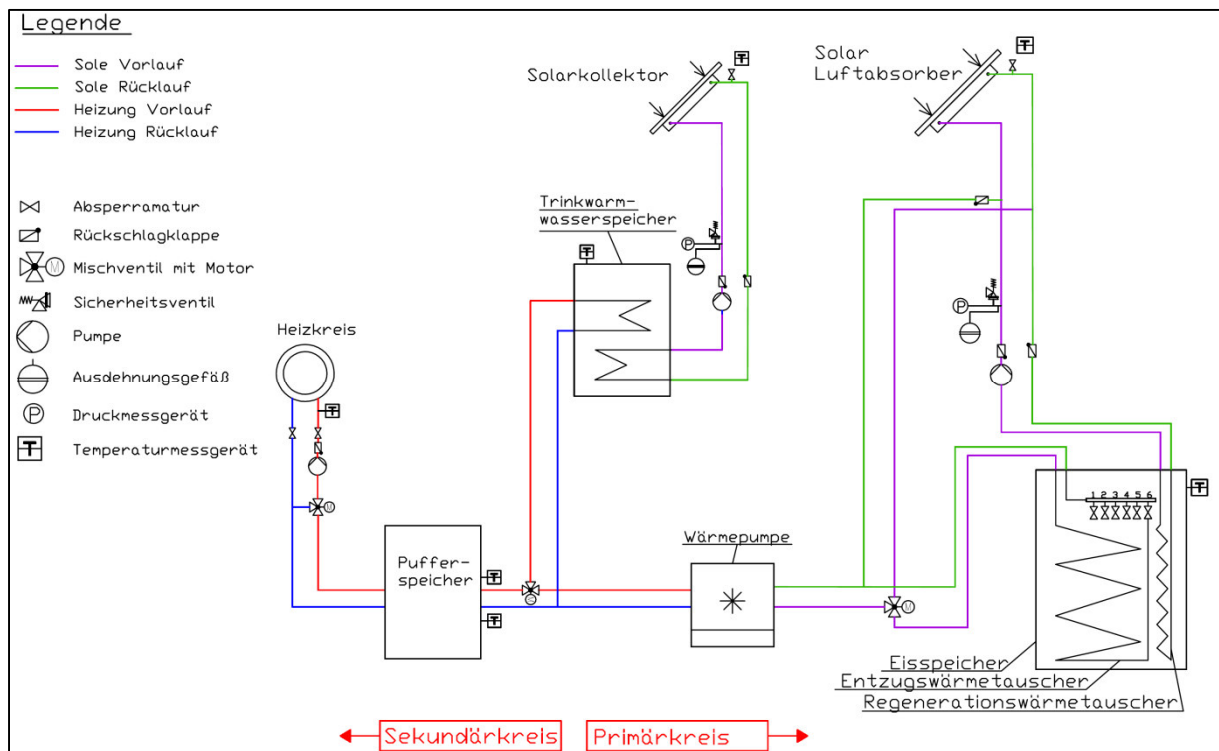 Legende
Sole Vorlauf
Sole Rücklauf
Heizung Vorlauf
Heizung Rücklauf
Absperramatur
Rückschlagklappe
M
Mischventil mit Motor
Sicherheitsventil
Pumpe
Ausdehnungsgefäß
P
Druckmessgerät
T
Temperaturmessgerät
Solarkollektor
T
Solar
Luftabsorber
T
Trinkwarm-
wasserspeicher
T
P
P
Heizkreis
T
M
Puffer-
speicher
T
T
Wärmepumpe
M
1 2 3 4 5 6
T
Eisspeicher
Entzugswärmetauscher
Regenerationswärmetauscher
Sekundärkreis
Primärkreis